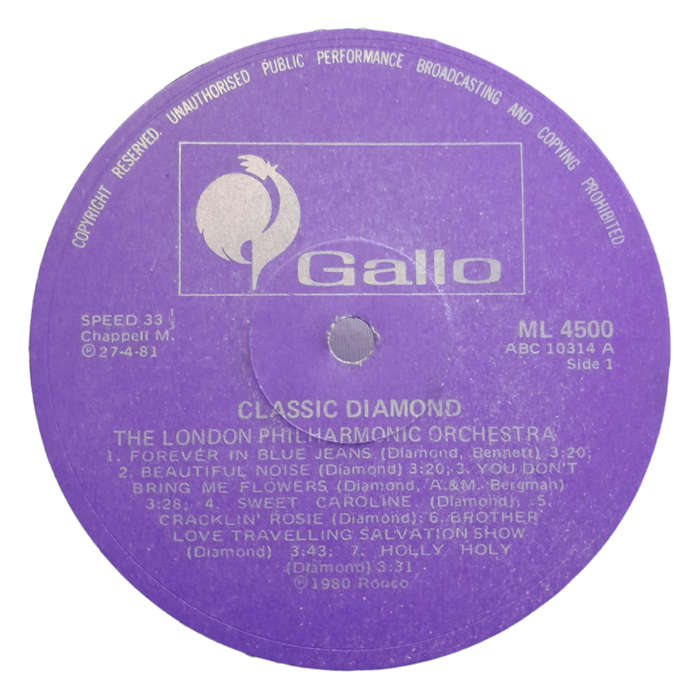 COPYRIGHT RESERVED. UNAUTHORISED PUBLIC PERFORMANCE BROADCASTING AND COPYING PROHIBITED
Gallo
SPEED 33 1/3
Chappell M.
℗ 27-4-81
ML 4500
ABC 10314 A
Side 1
CLASSIC DIAMOND
THE LONDON PHILHARMONIC ORCHESTRA
1. FOREVER IN BLUE JEANS (Diamond, Bennett) 3:20;
2. BEAUTIFUL NOISE (Diamond) 3:20; 3. YOU DON'T
BRING ME FLOWERS (Diamond, A.&M. Bergman)
3:28; 4. SWEET CAROLINE (Diamond); 5.
CRACKLIN' ROSIE (Diamond); 6. BROTHER
LOVE TRAVELLING SALVATION SHOW
(Diamond) 3:43; 7. HOLLY HOLY
(Diamond) 3:31
℗ 1980 Ronco